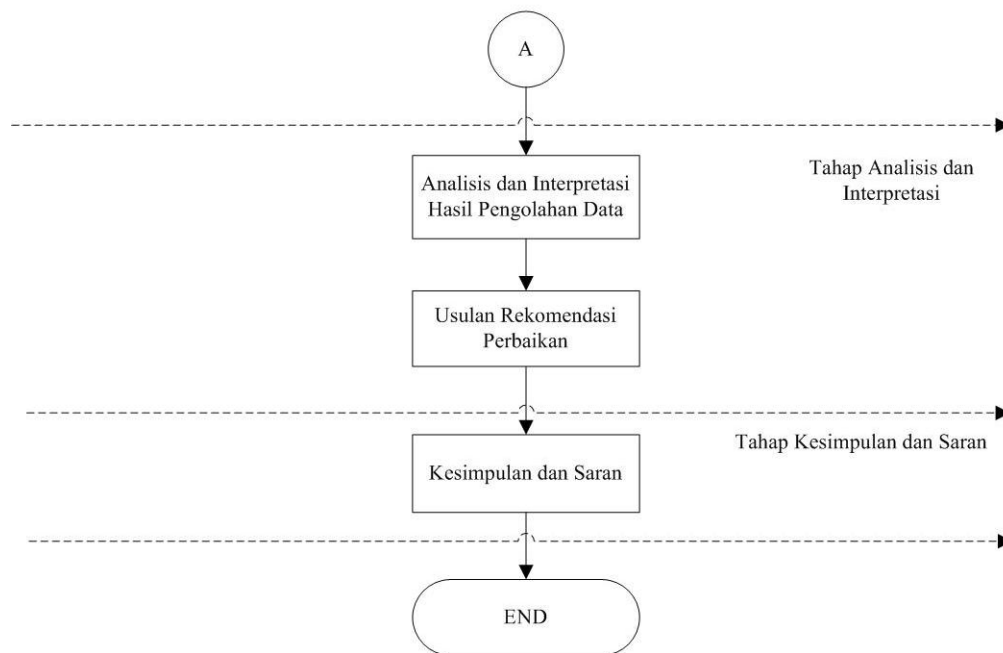 A
Tahap Analisis dan
Interpretasi
Analisis dan Interpretasi
Hasil Pengolahan Data
Usulan Rekomendasi
Perbaikan
Tahap Kesimpulan dan Saran
Kesimpulan dan Saran
END